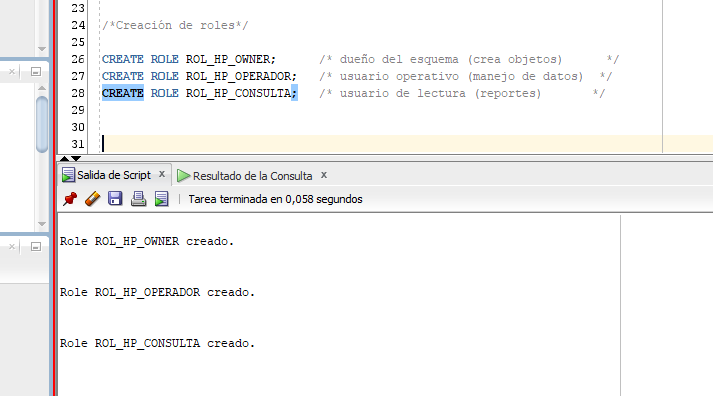 23
24 /*Creación de roles*/
25
26 CREATE ROLE ROL_HP_OWNER; /* dueño del esquema (crea objetos) */
27 CREATE ROLE ROL_HP_OPERADOR; /* usuario operativo (manejo de datos) */
28 CREATE ROLE ROL_HP_CONSULTA; /* usuario de lectura (reportes) */
29
30
31
Salida de Script x Resultado de la Consulta x
Tarea terminada en 0,058 segundos
Role ROL_HP_OWNER creado.
Role ROL_HP_OPERADOR creado.
Role ROL_HP_CONSULTA creado.